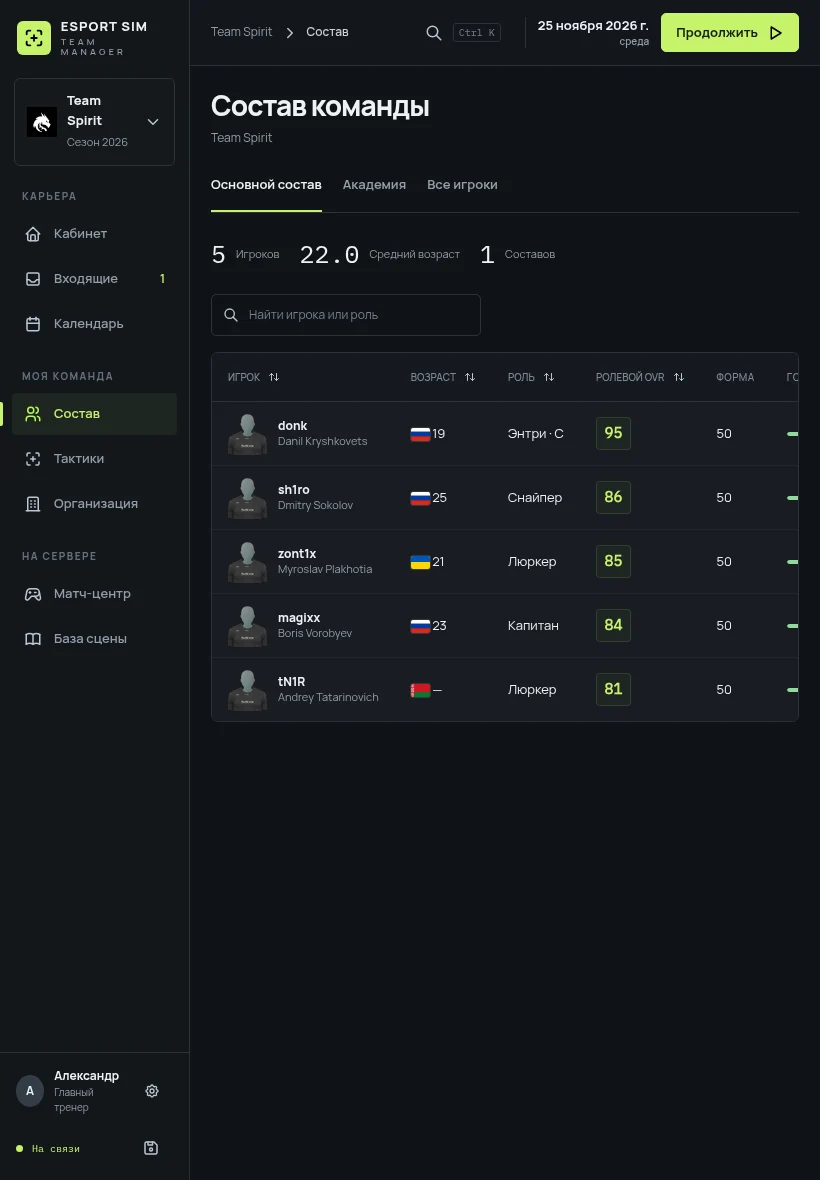 ESPORT SIM
TEAM
MANAGER
Team
Spirit
Сезон 2026
КАРЬЕРА
Кабинет
Входящие 1
Календарь
МОЯ КОМАНДА
Состав
Тактики
Организация
НА СЕРВЕРЕ
Матч-центр
База сцены
А
Александр
Главный
тренер
На связи
Team Spirit > Состав
Ctrl K
25 ноября 2026 г.
среда
Продолжить
Состав команды
Team Spirit
Основной состав Академия Все игроки
5 Игроков 22.0 Средний возраст 1 Составов
Найти игрока или роль
ИГРОК ВОЗРАСТ РОЛЬ РОЛЕВОЙ OVR ФОРМА ГО
donk
Danil Kryshkovets
19 Энтри · С 95 50
sh1ro
Dmitry Sokolov
25 Снайпер 86 50
zont1x
Myroslav Plakhotia
21 Люркер 85 50
magixx
Boris Vorobyev
23 Капитан 84 50
tN1R
Andrey Tatarinovich
— Люркер 81 50